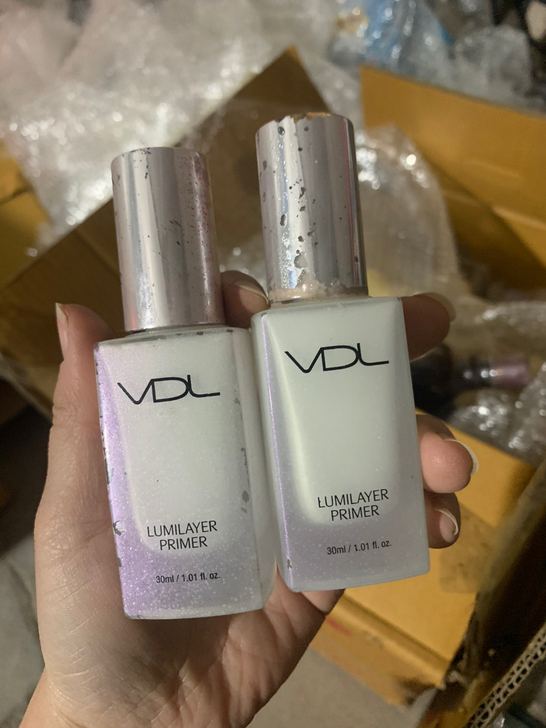 VDL
LUMILAYER
PRIMER
30ml / 1.01 fl. oz.
VDL
LUMILAYER
PRIMER
30ml / 1.01 fl. oz.